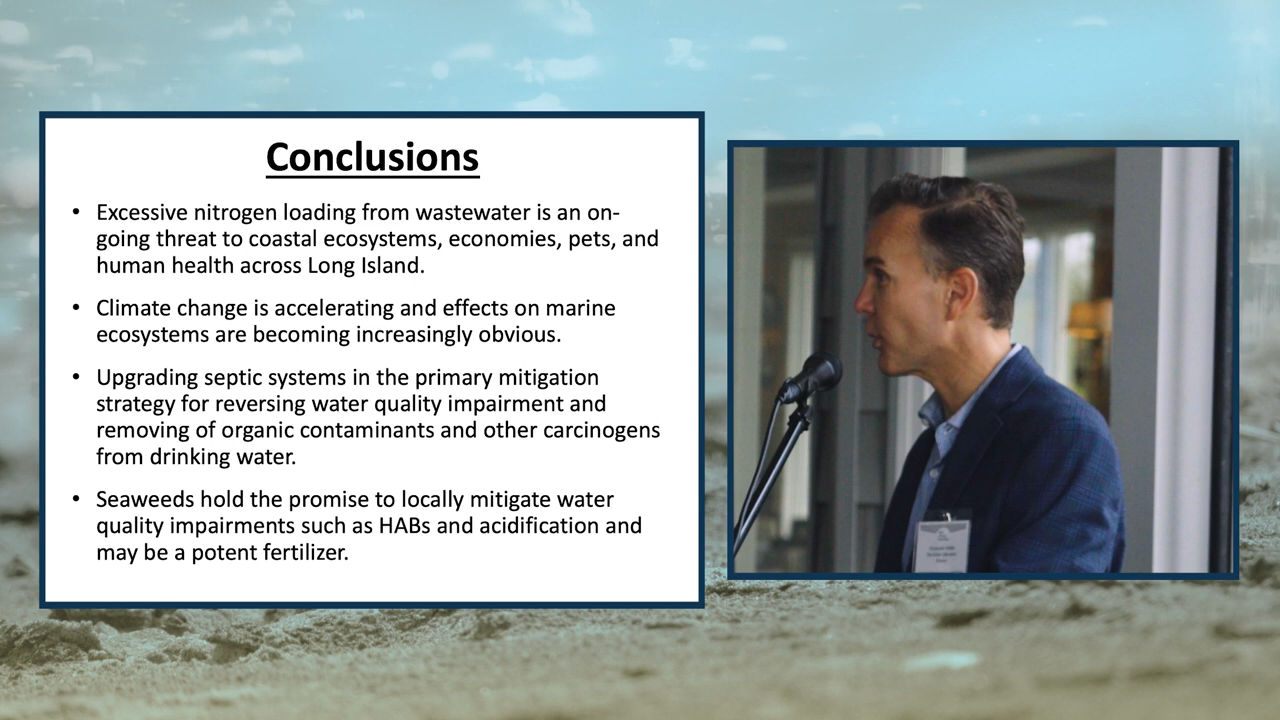 Conclusions
• Excessive nitrogen loading from wastewater is an on-
going threat to coastal ecosystems, economies, pets, and
human health across Long Island.
• Climate change is accelerating and effects on marine
ecosystems are becoming increasingly obvious.
• Upgrading septic systems in the primary mitigation
strategy for reversing water quality impairment and
removing of organic contaminants and other carcinogens
from drinking water.
• Seaweeds hold the promise to locally mitigate water
quality impairments such as HABs and acidification and
may be a potent fertilizer.